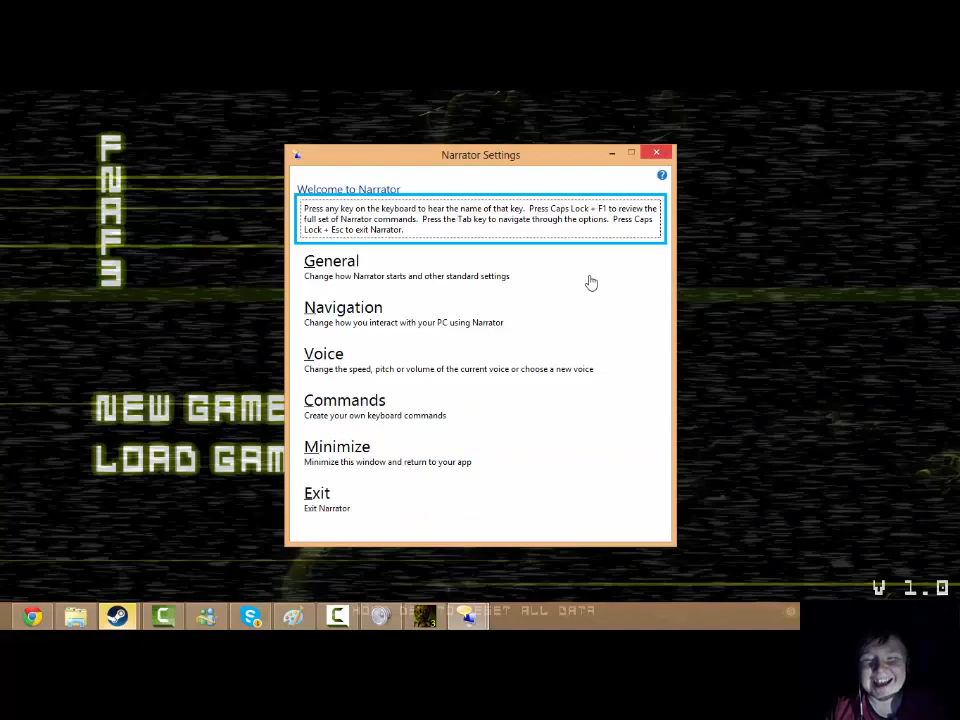 Narrator Settings
Welcome to Narrator
Press any key on the keyboard to hear the name of that key. Press Caps Lock + F1 to review the
full set of Narrator commands. Press the Tab key to navigate through the options. Press Caps
Lock + Esc to exit Narrator.
General
Change how Narrator starts and other standard settings
Navigation
Change how you interact with your PC using Narrator
Voice
Change the speed, pitch or volume of the current voice or choose a new voice
Commands
Create your own keyboard commands
Minimize
Minimize this window and return to your app
Exit
Exit Narrator
FNAF3
NEW GAME
LOAD GAM
V 1.0
RESET ALL DATA